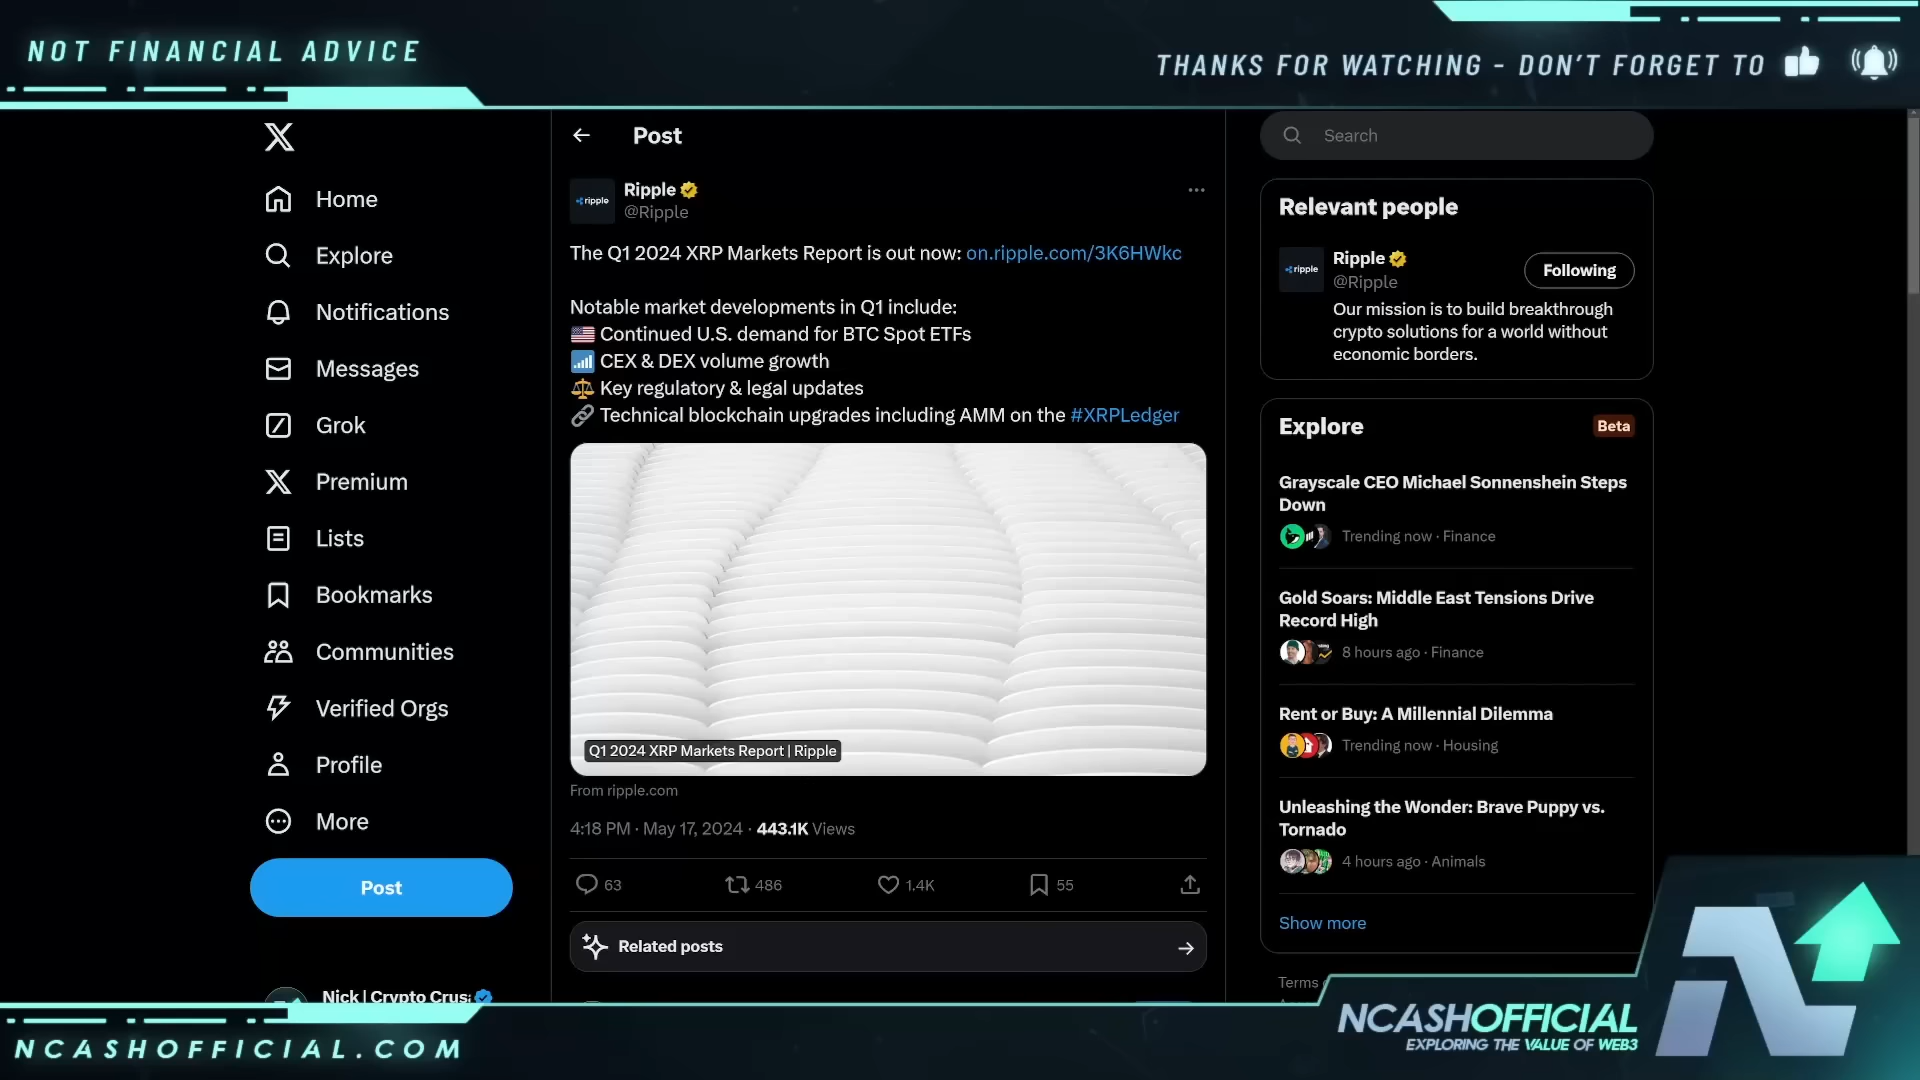 NOT FINANCIAL ADVICE
THANKS FOR WATCHING - DON'T FORGET TO
Home
Explore
Notifications
Messages
Grok
Premium
Lists
Bookmarks
Communities
Verified Orgs
Profile
More
Post
Nick | Crypto Crus
Post
ripple
Ripple
@Ripple
The Q1 2024 XRP Markets Report is out now: on.ripple.com/3K6HWkc
Notable market developments in Q1 include:
Continued U.S. demand for BTC Spot ETFs
CEX & DEX volume growth
Key regulatory & legal updates
Technical blockchain upgrades including AMM on the #XRPLedger
Q1 2024 XRP Markets Report | Ripple
From ripple.com
4:18 PM · May 17, 2024 · 443.1K Views
63 486 1.4K 55
Related posts
Search
Relevant people
ripple
Ripple
@Ripple
Following
Our mission is to build breakthrough
crypto solutions for a world without
economic borders.
Explore
Beta
Grayscale CEO Michael Sonnenshein Steps
Down
Trending now · Finance
Gold Soars: Middle East Tensions Drive
Record High
8 hours ago · Finance
Rent or Buy: A Millennial Dilemma
Trending now · Housing
Unleashing the Wonder: Brave Puppy vs.
Tornado
4 hours ago · Animals
Show more
Terms
NCASHOFFICIAL.COM
NCASHOFFICIAL
EXPLORING THE VALUE OF WEB3